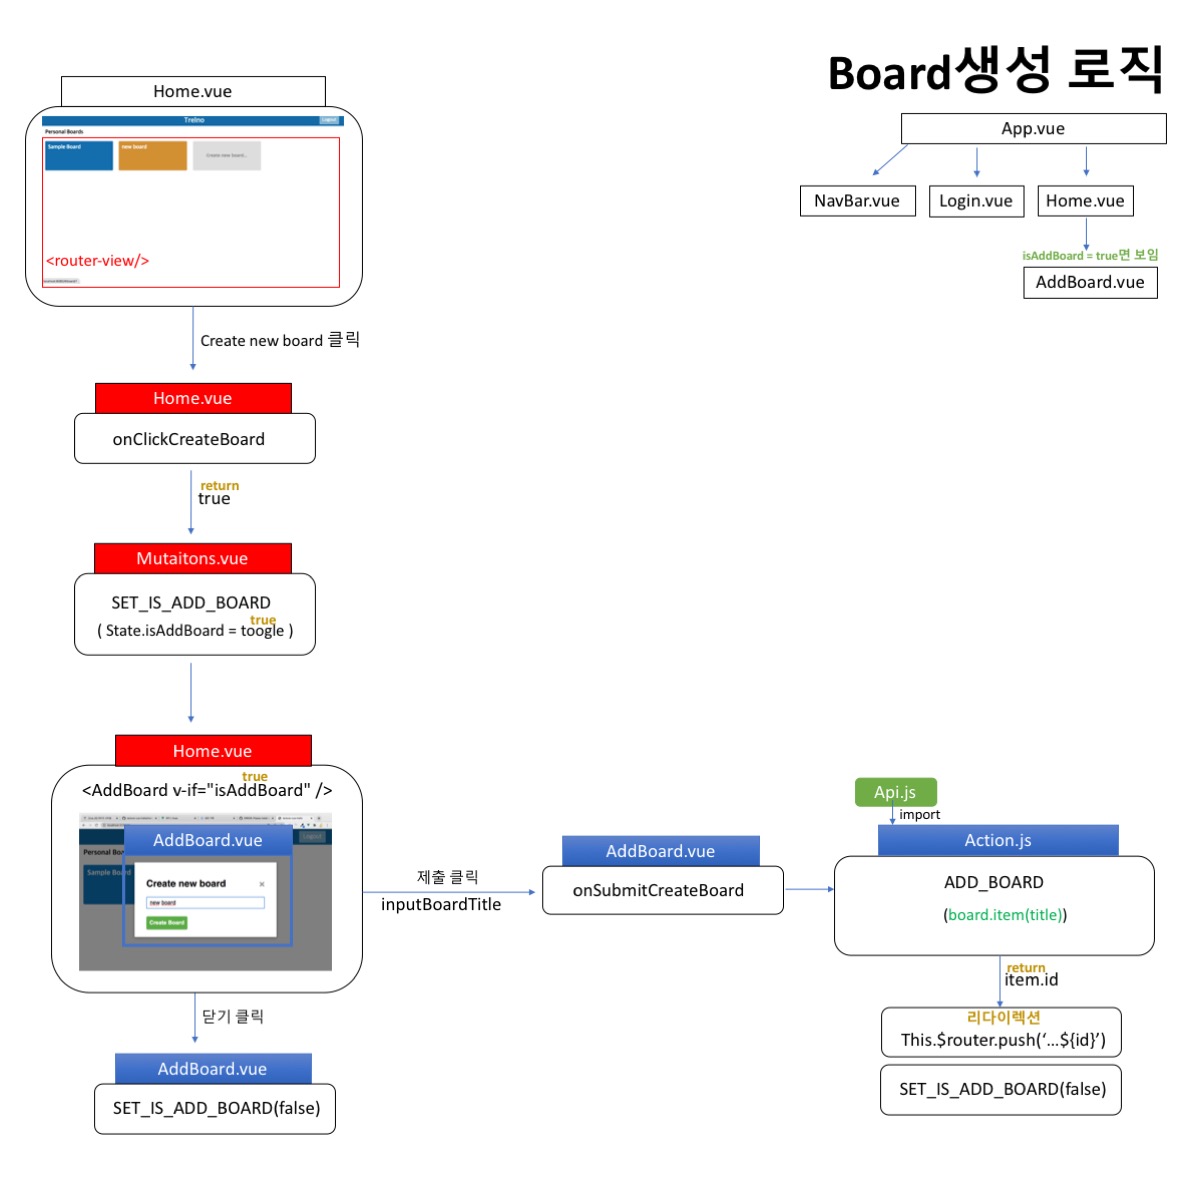 Board생성 로직
Home.vue
Trelno
Logout
Personal Boards
Sample Board
new board
Create new board...
<router-view/>
Create new board 클릭
App.vue
NavBar.vue
Login.vue
Home.vue
isAddBoard = true면 보임
AddBoard.vue
Home.vue
onClickCreateBoard
return
true
Mutaitons.vue
SET_IS_ADD_BOARD
true
( State.isAddBoard = toogle )
Home.vue
true
<AddBoard v-if="isAddBoard" />
AddBoard.vue
Logout
Personal Boa
Sample Bo
Create new board
×
new board
Create Board
제출 클릭
inputBoardTitle
AddBoard.vue
onSubmitCreateBoard
Api.js
import
Action.js
ADD_BOARD
(board.item(title))
return
item.id
리다이렉션
This.$router.push(‘...${id}’)
SET_IS_ADD_BOARD(false)
닫기 클릭
AddBoard.vue
SET_IS_ADD_BOARD(false)